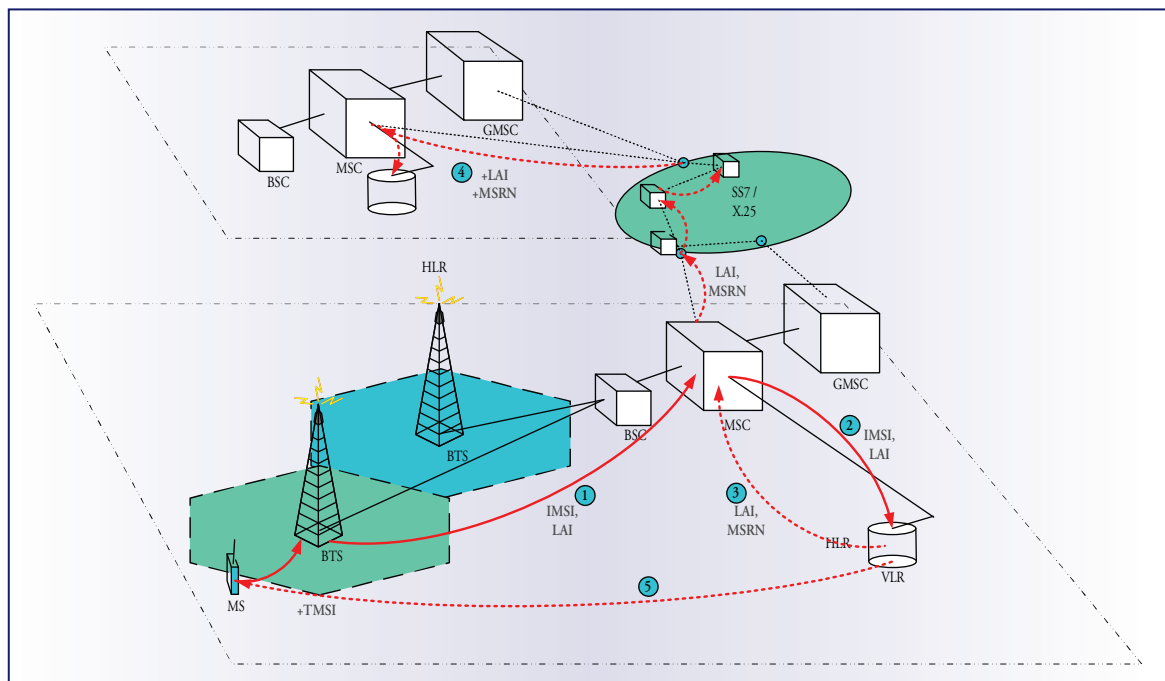 GMSC
MSC
BSC
4
+LAI
+MSRN
SS7 /
X.25
HLR
LAI,
MSRN
GMSC
BSC
MSC
2
IMSI,
LAI
BTS
1
IMSI,
LAI
3
LAI,
MSRN
HLR
VLR
BTS
MS
+TMSI
5